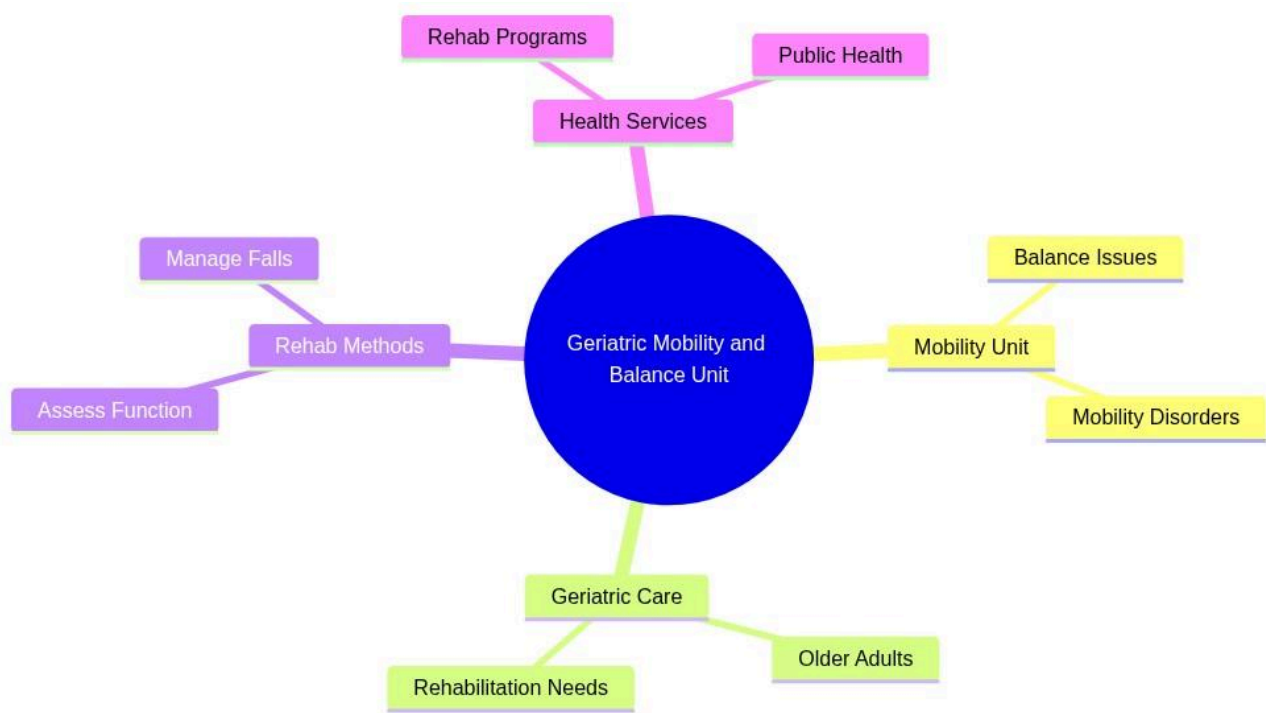 Rehab Programs
Public Health
Health Services
Manage Falls
Balance Issues
Rehab Methods
Geriatric Mobility and
Balance Unit
Mobility Unit
Assess Function
Mobility Disorders
Geriatric Care
Older Adults
Rehabilitation Needs